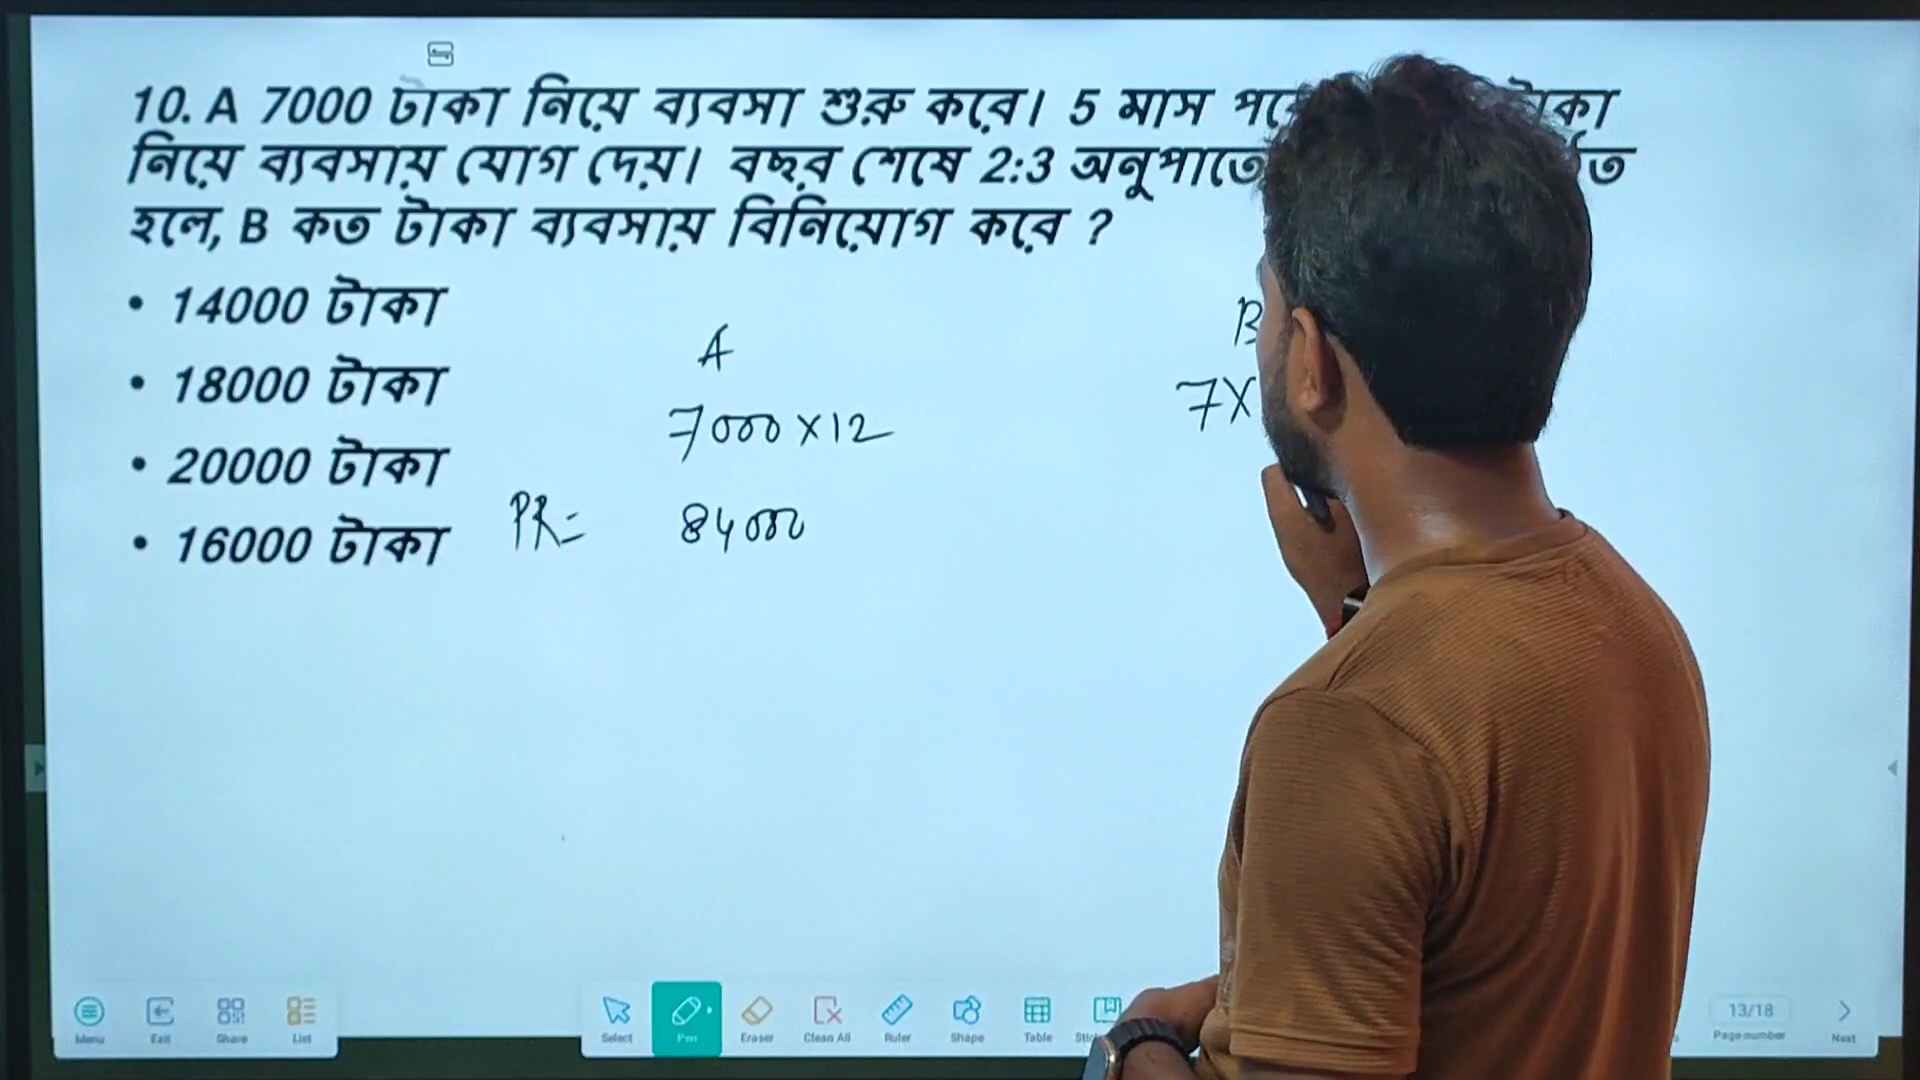 10. A 7000 টাকা নিয়ে ব্যবসা শুরু করে। 5 মাস
নিয়ে ব্যবসায় যোগ দেয়। বছর শেষে 2:3 অনুপাতে
হলে, B কত টাকা ব্যবসায় বিনিয়োগ করে ?
• 14000 টাকা
• 18000 টাকা
• 20000 টাকা
• 16000 টাকা
A
7000 × 12
PR= 84000
B
7X
Menu Exit Share List Select Pen Eraser Clean All Ruler Shape Table 13/18 Page number Next